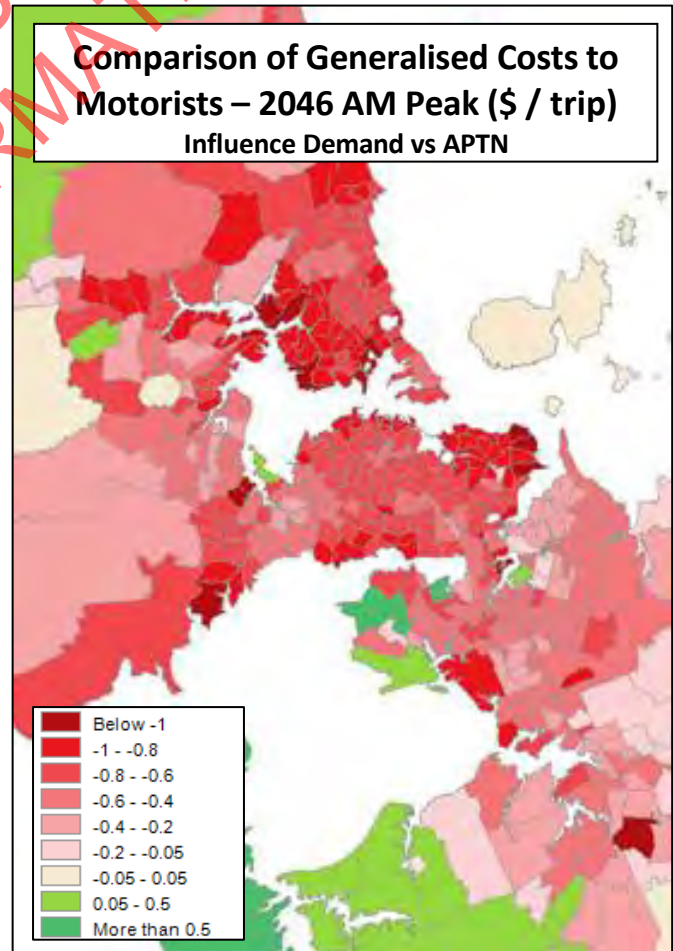 Comparison of Generalised Costs to
Motorists – 2046 AM Peak ($ / trip)
Influence Demand vs APTN
Below -1
-1 - -0.8
-0.8 - -0.6
-0.6 - -0.4
-0.4 - -0.2
-0.2 - -0.05
-0.05 - 0.05
0.05 - 0.5
More than 0.5